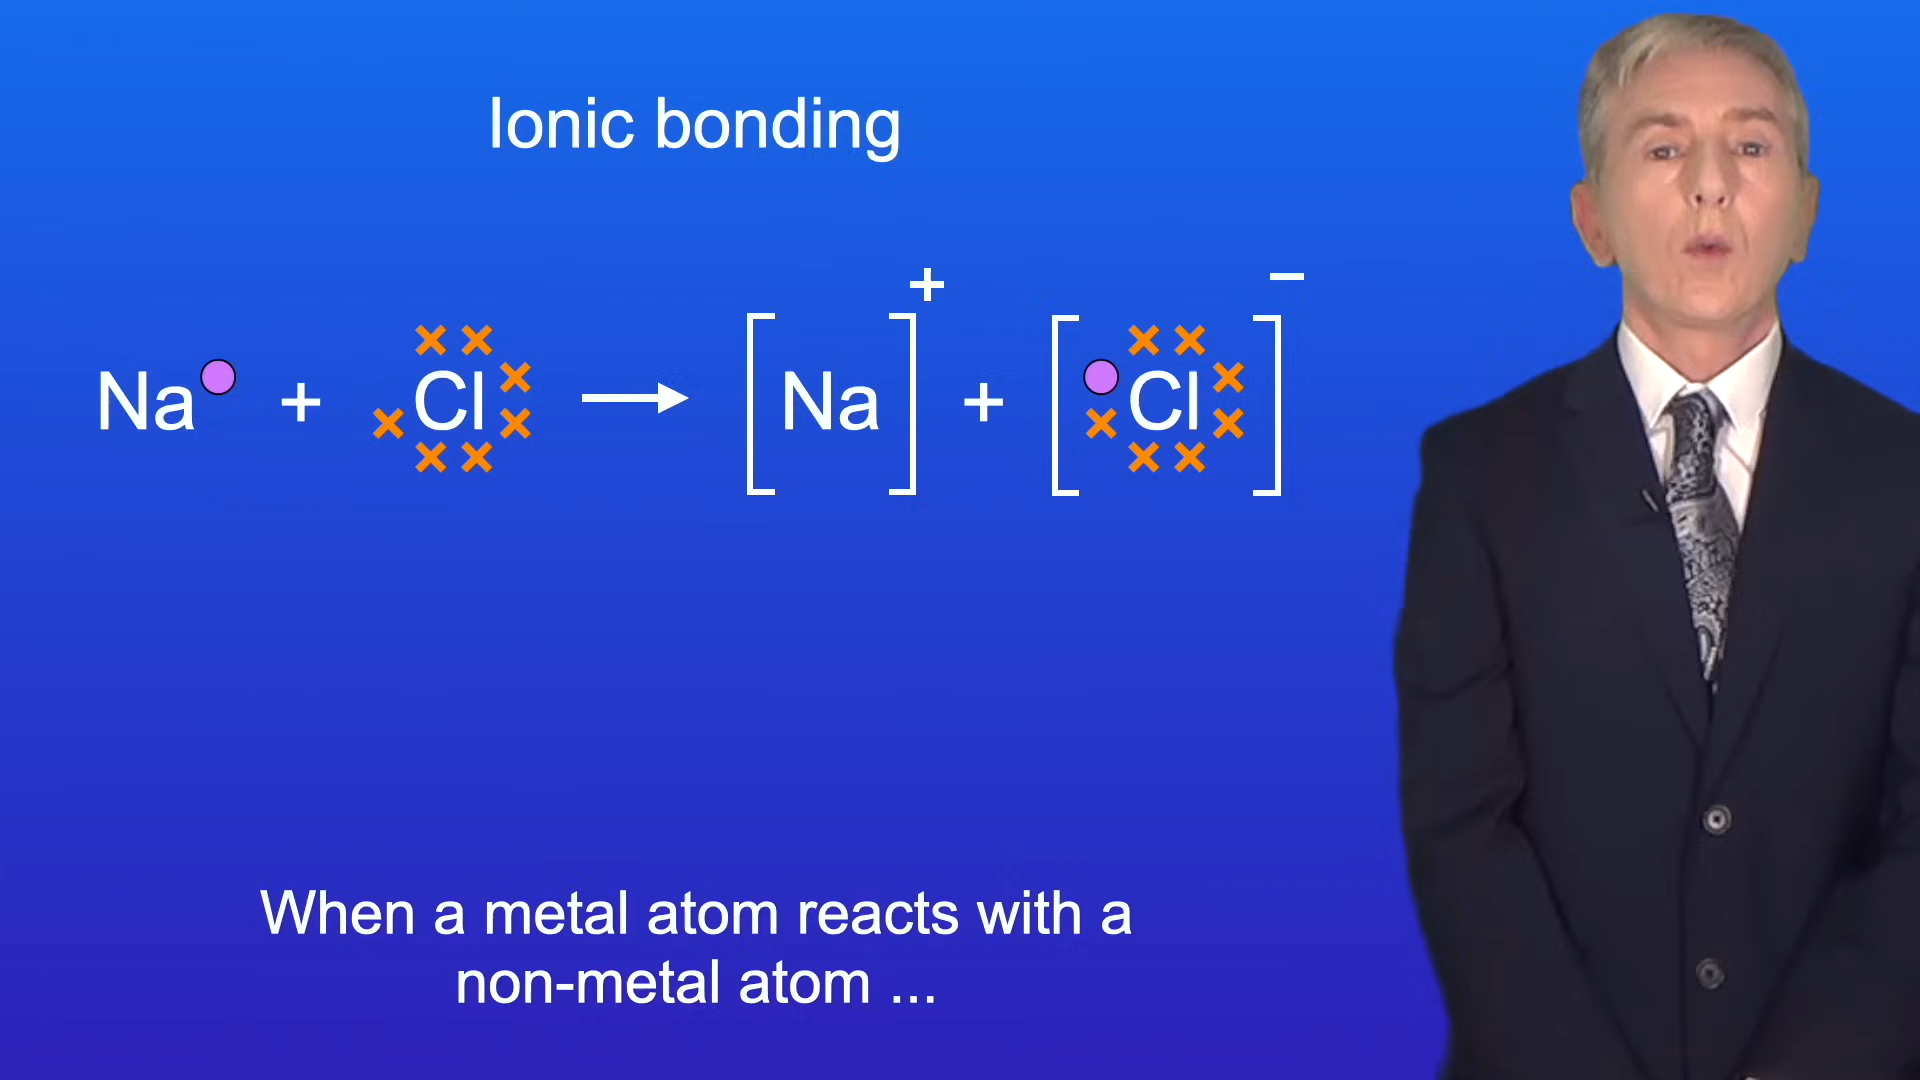 Ionic bonding
Na + Cl → [Na]⁺ + [Cl]⁻
When a metal atom reacts with a
non-metal atom ...